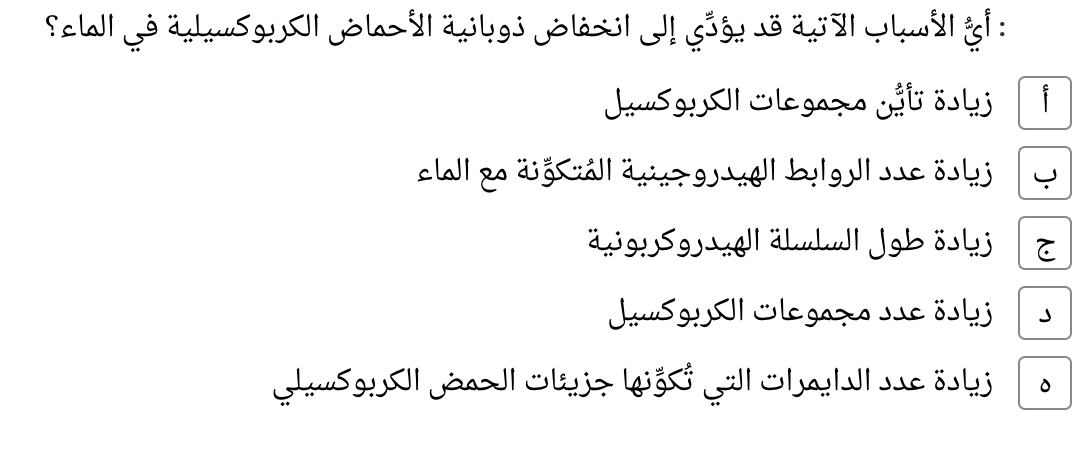 : أيُّ الأسباب الآتية قد يؤدِّي إلى انخفاض ذوبانية الأحماض الكربوكسيلية في الماء؟
أ زيادة تأيُّن مجموعات الكربوكسيل
ب زيادة عدد الروابط الهيدروجينية المُتكوِّنة مع الماء
ج زيادة طول السلسلة الهيدروكربونية
د زيادة عدد مجموعات الكربوكسيل
ه زيادة عدد الدايمرات التي تُكوِّنها جزيئات الحمض الكربوكسيلي